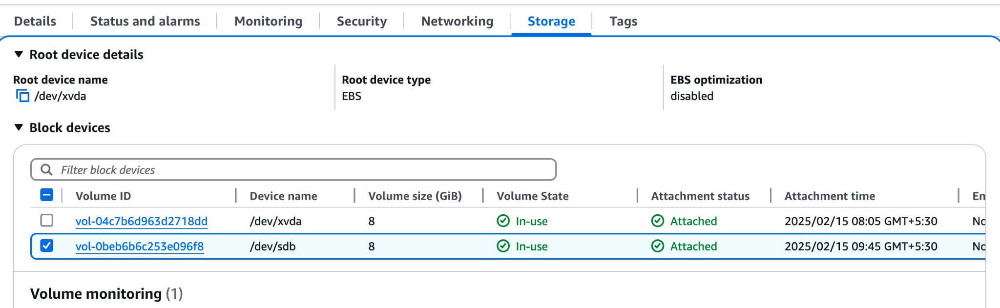 Details Status and alarms Monitoring Security Networking Storage Tags
Root device details
Root device name Root device type EBS optimization
/dev/xvda EBS disabled
Block devices
Filter block devices
Volume ID Device name Volume size (GiB) Volume State Attachment status Attachment time En
vol-04c7b6d963d2718dd /dev/xvda 8 In-use Attached 2025/02/15 08:05 GMT+5:30 No
vol-0beb6b6c253e096f8 /dev/sdb 8 In-use Attached 2025/02/15 09:45 GMT+5:30 No
Volume monitoring (1)